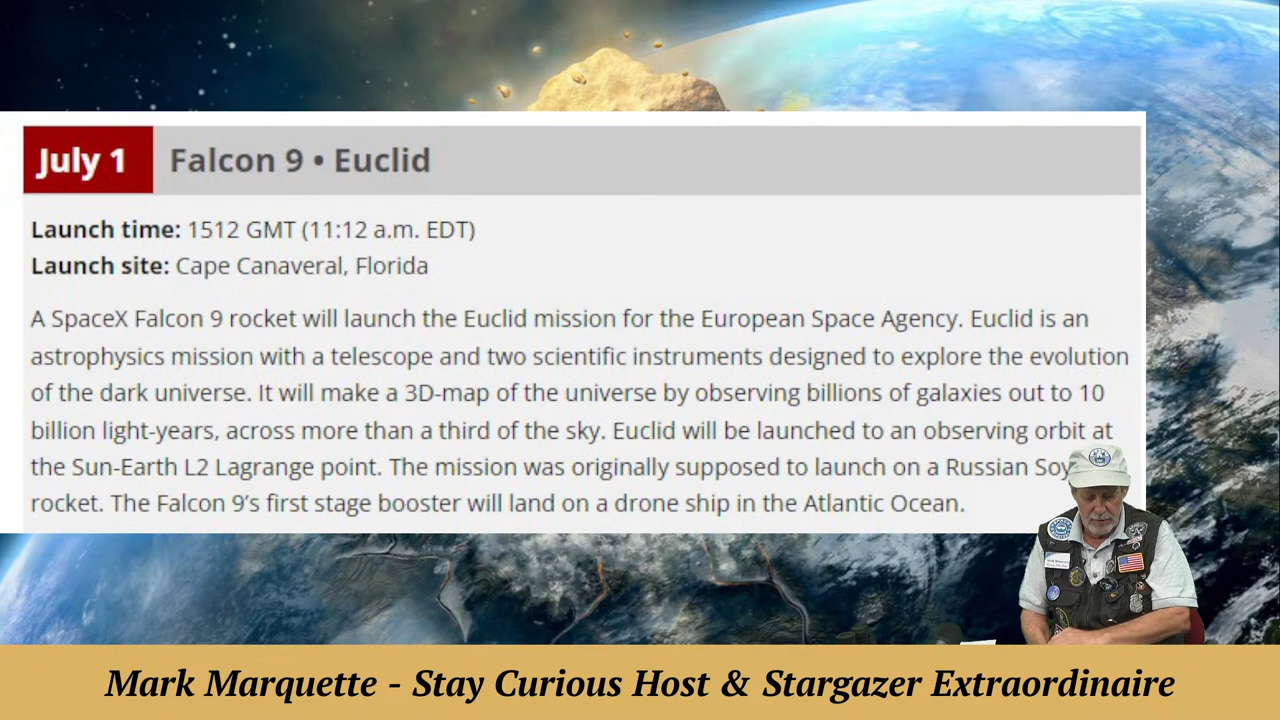 July 1 Falcon 9 • Euclid
Launch time: 1512 GMT (11:12 a.m. EDT)
Launch site: Cape Canaveral, Florida
A SpaceX Falcon 9 rocket will launch the Euclid mission for the European Space Agency. Euclid is an
astrophysics mission with a telescope and two scientific instruments designed to explore the evolution
of the dark universe. It will make a 3D-map of the universe by observing billions of galaxies out to 10
billion light-years, across more than a third of the sky. Euclid will be launched to an observing orbit at
the Sun-Earth L2 Lagrange point. The mission was originally supposed to launch on a Russian
rocket. The Falcon 9’s first stage booster will land on a drone ship in the Atlantic Ocean.
Mark Marquette - Stay Curious Host & Stargazer Extraordinaire